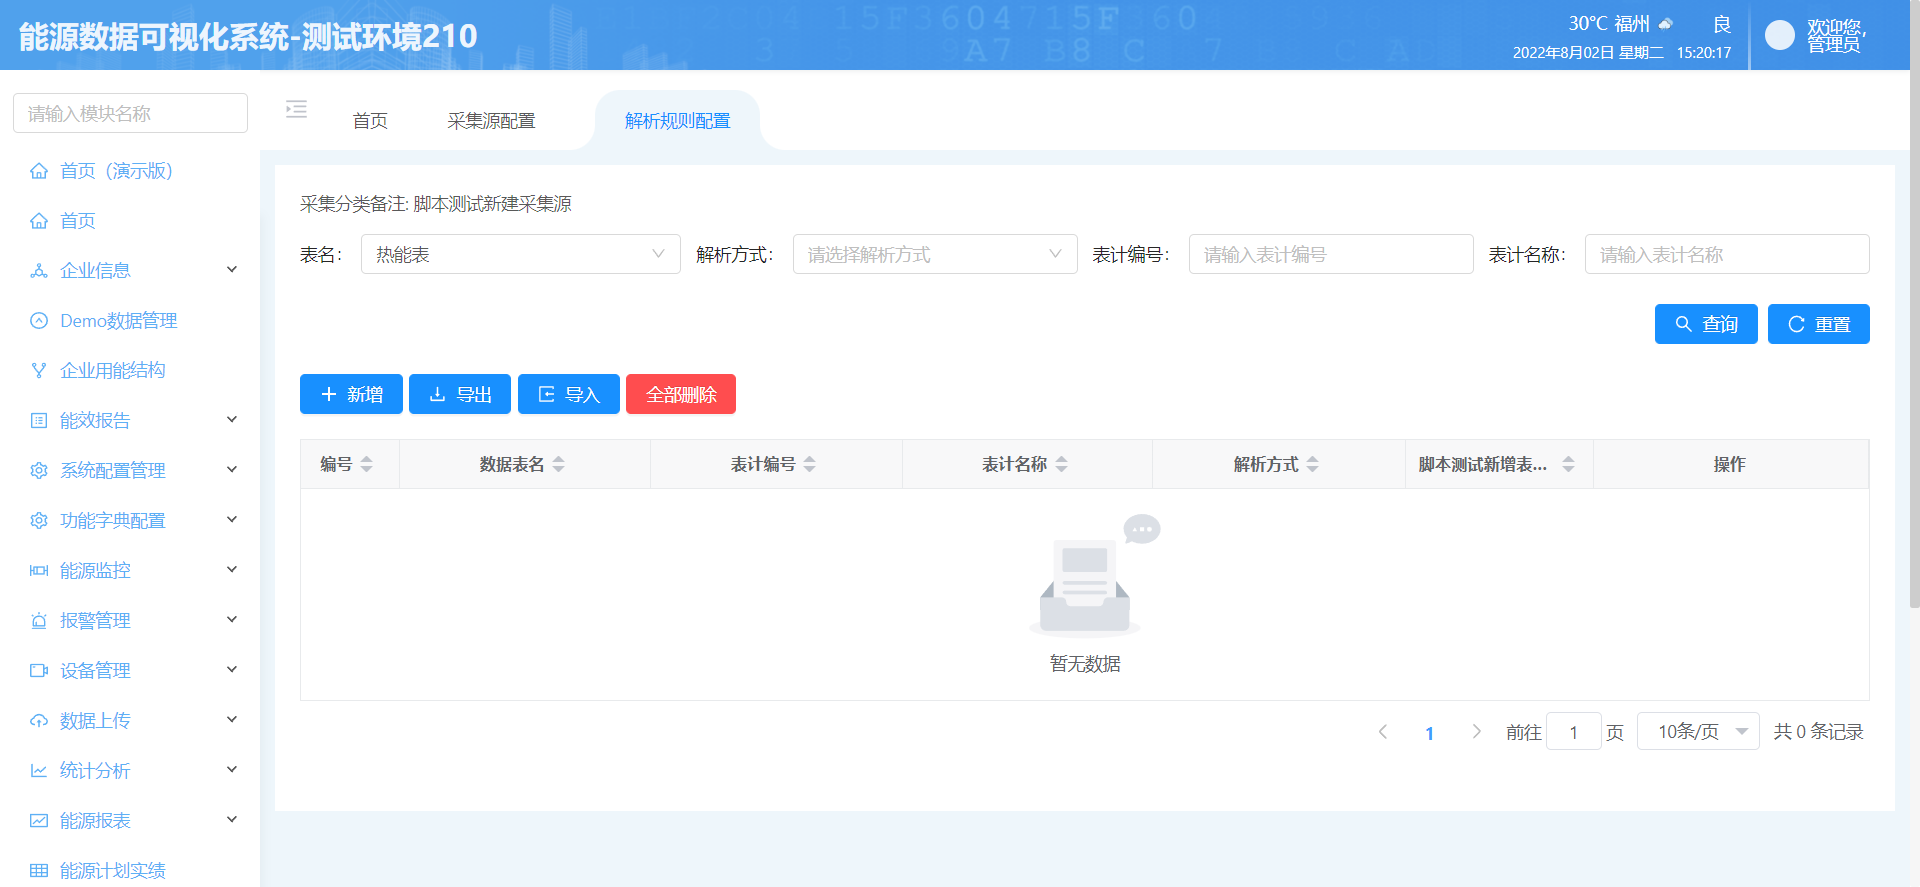 能源数据可视化系统-测试环境210
30℃ 福州 良
2022年8月02日 星期二 15:20:17
欢迎您,
管理员
请输入模块名称
首页（演示版）
首页
企业信息
Demo数据管理
企业用能结构
能效报告
系统配置管理
功能字典配置
能源监控
报警管理
设备管理
数据上传
统计分析
能源报表
能源计划实绩
首页 采集源配置 解析规则配置
采集分类备注: 脚本测试新建采集源
表名: 热能表 解析方式: 请选择解析方式 表计编号: 请输入表计编号 表计名称: 请输入表计名称
查询 重置
新增 导出 导入 全部删除
编号 数据表名 表计编号 表计名称 解析方式 脚本测试新增表... 操作
暂无数据
1 前往 1 页 10条/页 共 0 条记录